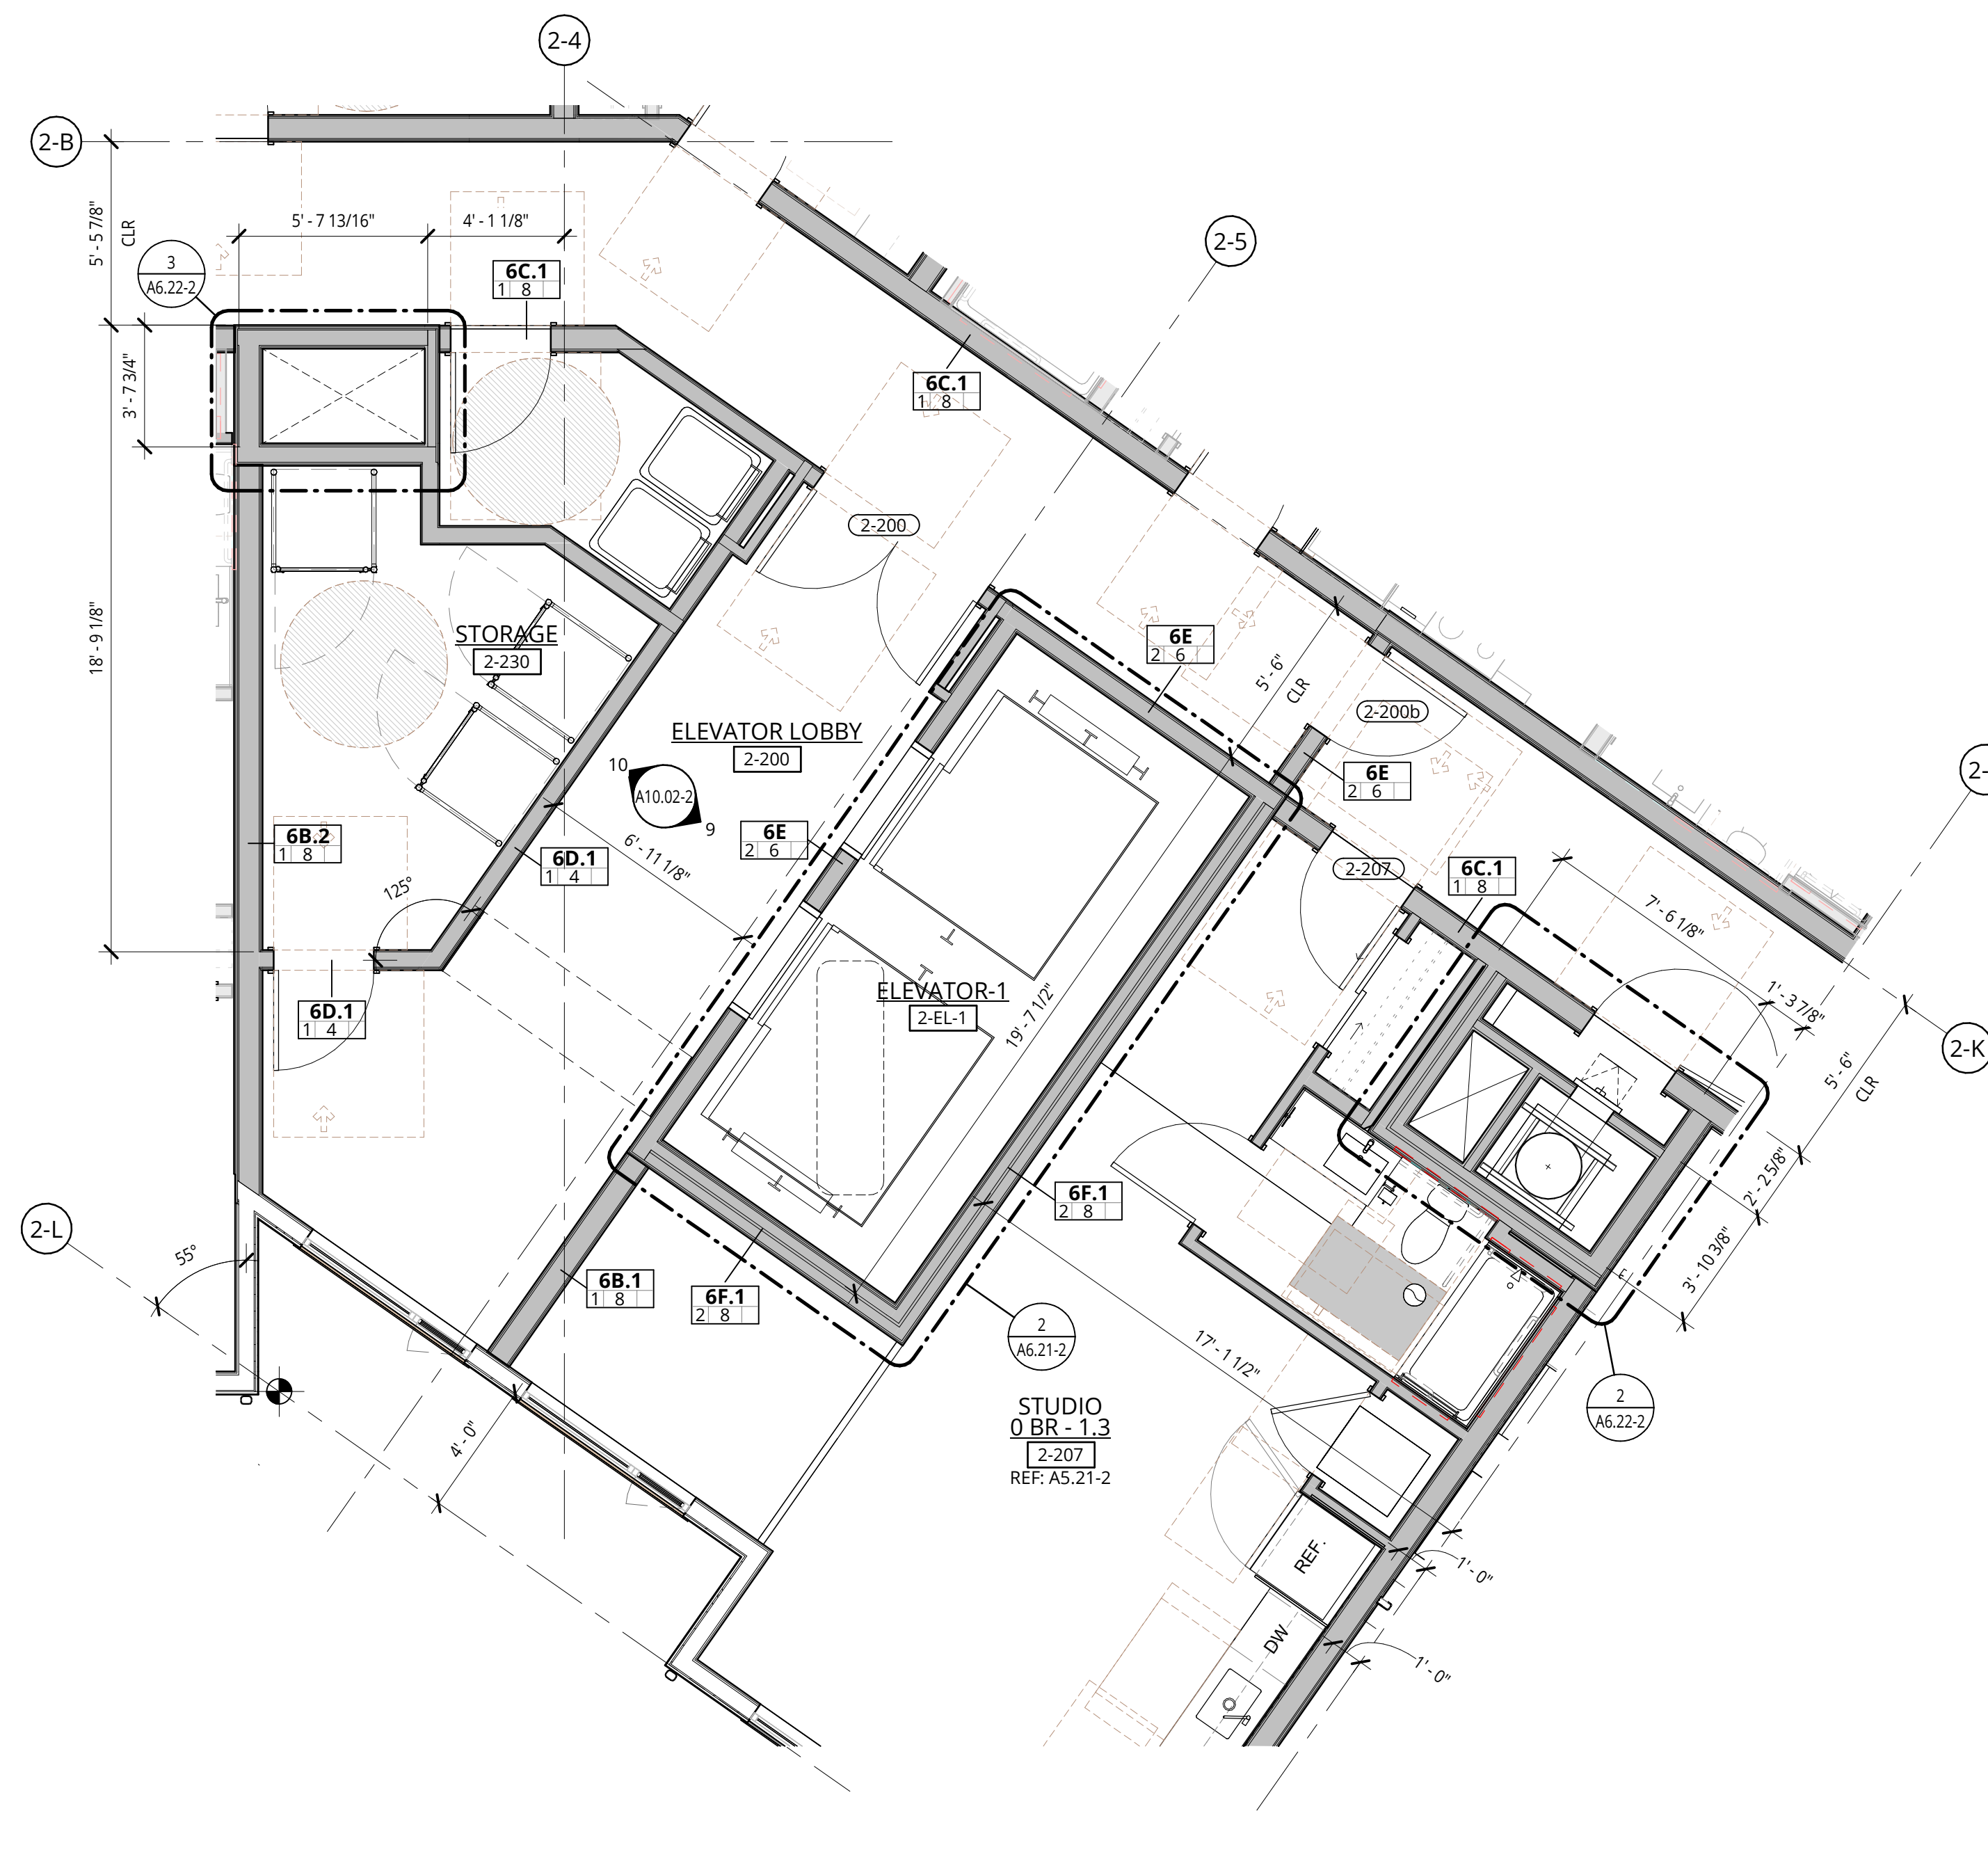 2-4
2-B
2-5
5' - 5 7/8"
CLR
5' - 7 13/16"
4' - 1 1/8"
3
A6.22-2
6C.1
1 8
3' - 7 3/4"
6C.1
1 8
2-200
18' - 9 1/8"
STORAGE
2-230
6E
2 6
5' - 6"
CLR
2-200b
ELEVATOR LOBBY
2-200
10
A10.02-2
9
6E
2 6
2-
6B.2
1 8
6D.1
1 4
6' - 11 1/8"
6E
2 6
2-207
6C.1
1 8
125°
7' - 6 1/8"
1' - 3 7/8"
ELEVATOR-1
2-EL-1
19' - 7 1/2"
6D.1
1 4
2-K
5' - 6"
CLR
2-L
55°
6F.1
2 8
2' - 2 5/8"
3' - 10 3/8"
6B.1
1 8
6F.1
2 8
2
A6.21-2
17' - 1 1/2"
2
A6.22-2
4' - 0"
STUDIO
0 BR - 1.3
2-207
REF: A5.21-2
REF.
1' - 0"
DW
1' - 0"